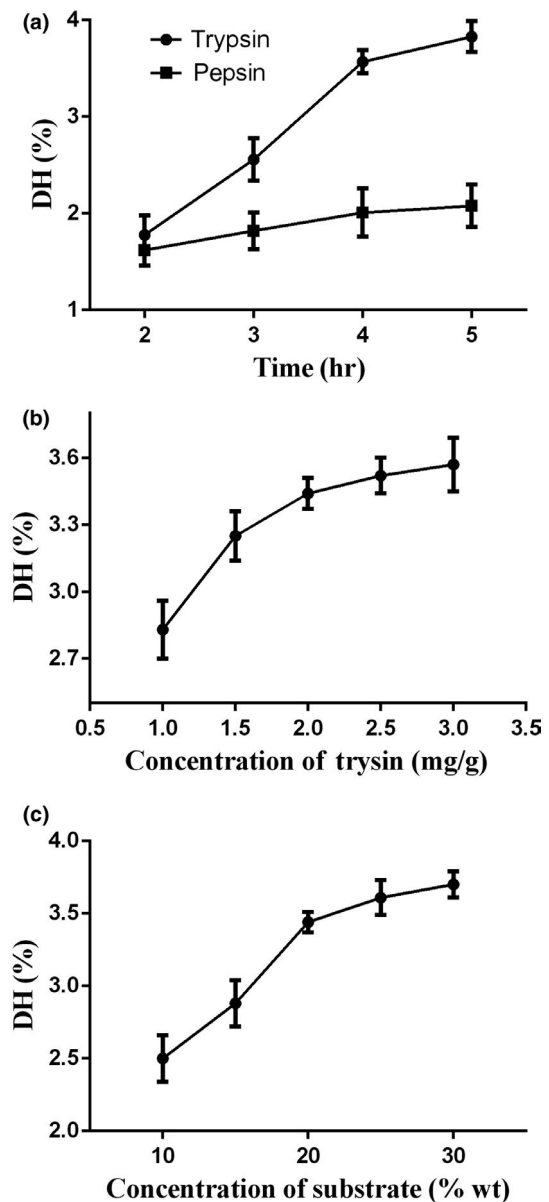 (a)
4
3
2
1
DH (%)
Trypsin
Pepsin
2 3 4 5
Time (hr)
(b)
3.6
3.3
3.0
2.7
DH (%)
0.5 1.0 1.5 2.0 2.5 3.0 3.5
Concentration of trysin (mg/g)
(c)
4.0
3.5
3.0
2.5
2.0
DH (%)
10 20 30
Concentration of substrate (% wt)